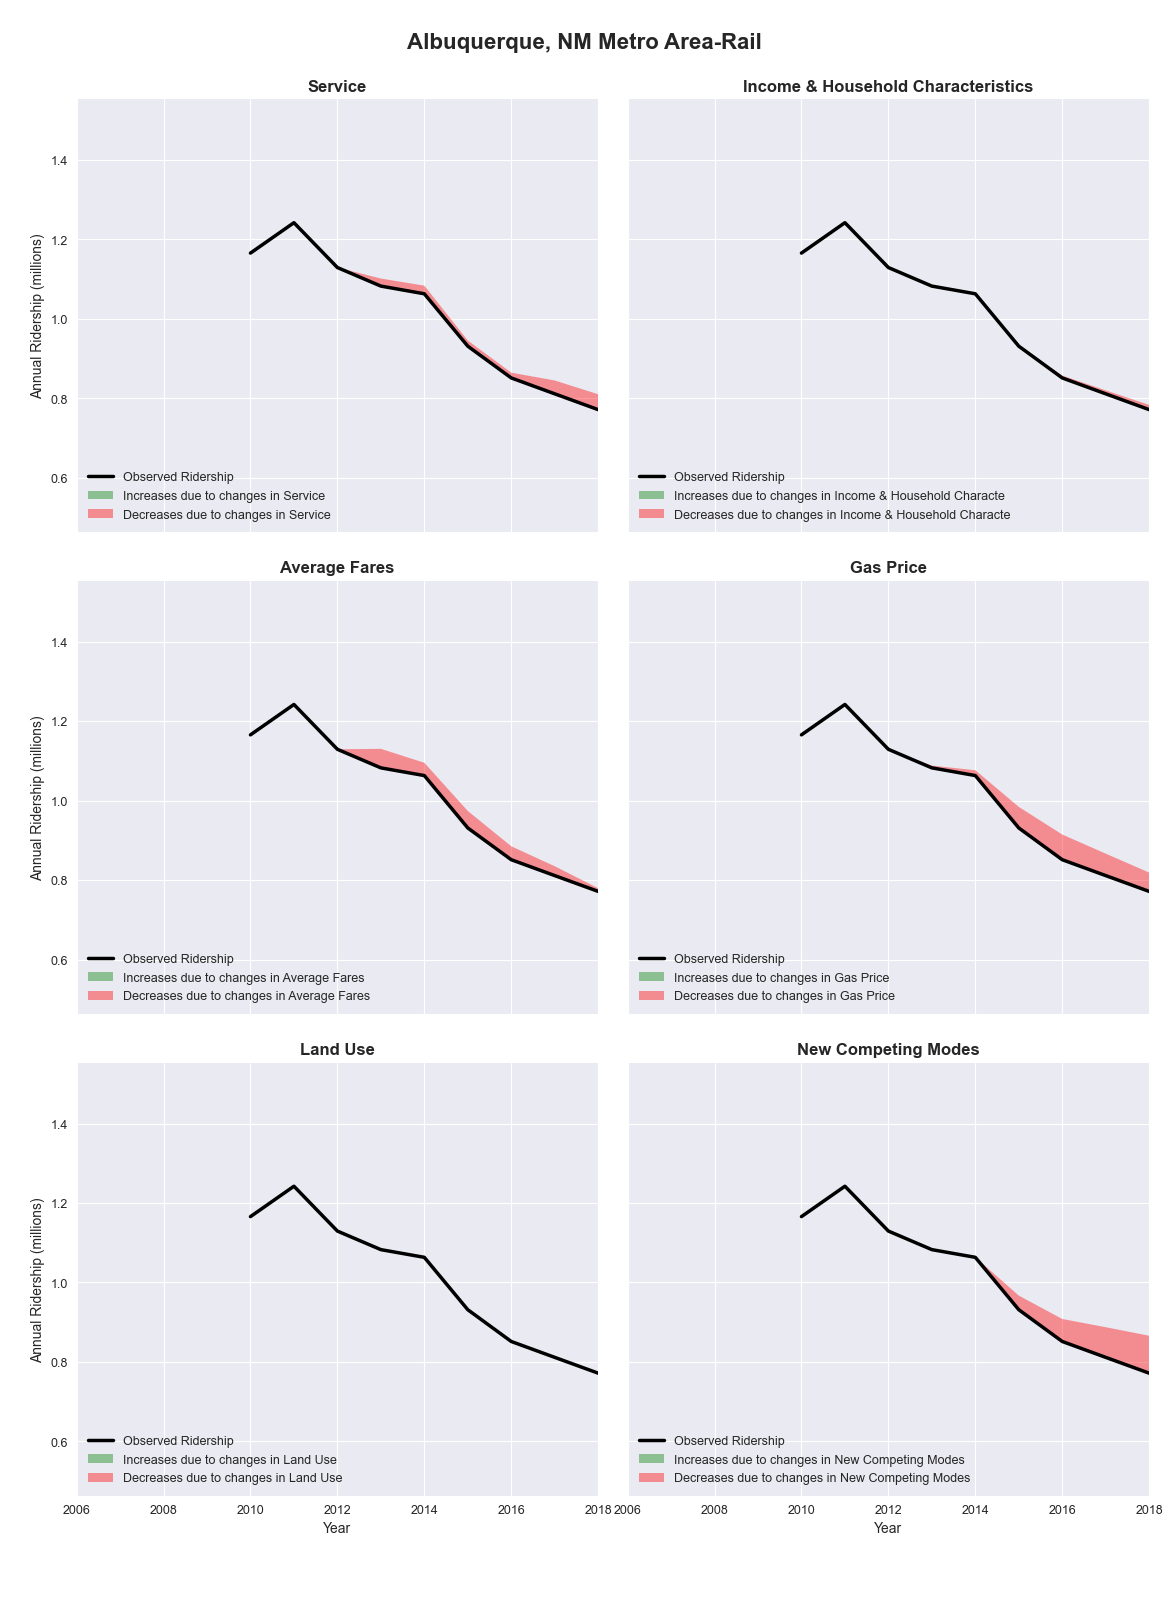 Albuquerque, NM Metro Area-Rail
Service
Income & Household Characteristics
Annual Ridership (millions)
1.4
1.2
1.0
0.8
0.6
Observed Ridership
Increases due to changes in Service
Decreases due to changes in Service
Observed Ridership
Increases due to changes in Income & Household Characte
Decreases due to changes in Income & Household Characte
Average Fares
Gas Price
Annual Ridership (millions)
1.4
1.2
1.0
0.8
0.6
Observed Ridership
Increases due to changes in Average Fares
Decreases due to changes in Average Fares
Observed Ridership
Increases due to changes in Gas Price
Decreases due to changes in Gas Price
Land Use
New Competing Modes
Annual Ridership (millions)
1.4
1.2
1.0
0.8
0.6
Observed Ridership
Increases due to changes in Land Use
Decreases due to changes in Land Use
Observed Ridership
Increases due to changes in New Competing Modes
Decreases due to changes in New Competing Modes
2006 2008 2010 2012 2014 2016 2018
Year
2006 2008 2010 2012 2014 2016 2018
Year